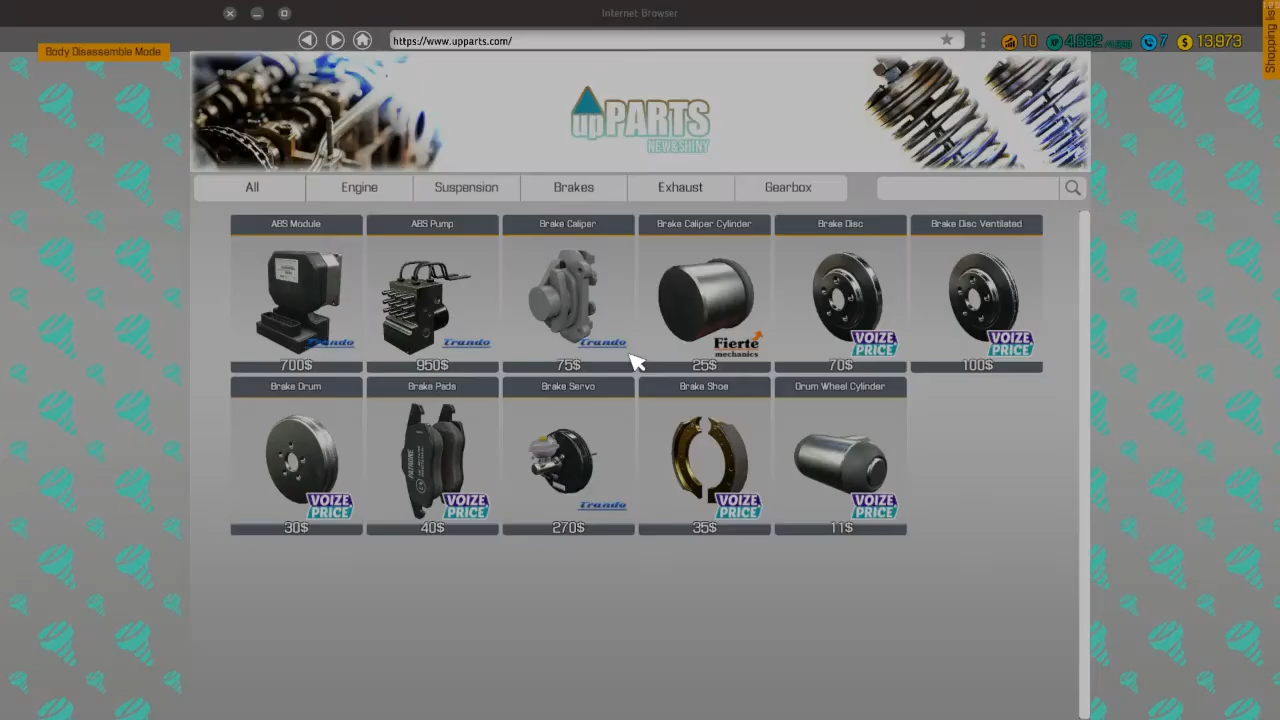 Internet Browser
Shopping list
Body Disassemble Mode
https://www.upparts.com/
10
7
13,973
upPARTS
NEW&SHINY
All
Engine
Suspension
Brakes
Exhaust
Gearbox
ABS Module
ABS Pump
Brake Caliper
Brake Caliper Cylinder
Brake Disc
Brake Disc Ventilated
Trando
Trando
Trando
Fierté mechanics
VOIZE PRICE
VOIZE PRICE
700$
950$
75$
25$
70$
100$
Brake Drum
Brake Pads
Brake Servo
Brake Shoe
Drum Wheel Cylinder
VOIZE PRICE
VOIZE PRICE
Trando
VOIZE PRICE
VOIZE PRICE
30$
40$
270$
35$
11$